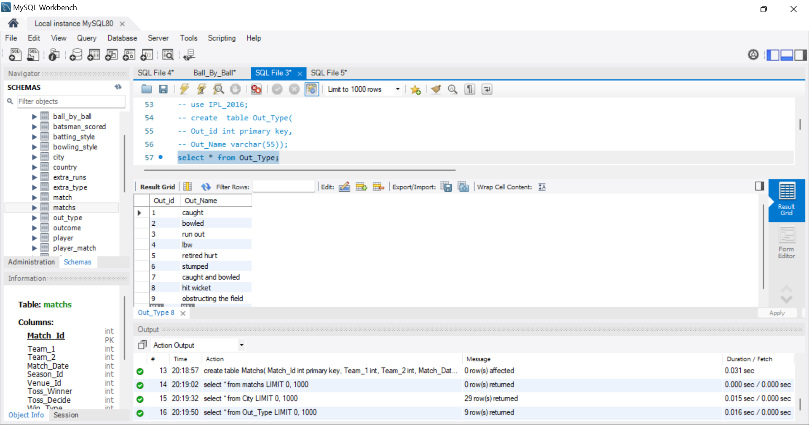 MySQL Workbench
Local instance MySQL80
File Edit View Query Database Server Tools Scripting Help
Navigator
SCHEMAS
Filter objects
ball_by_ball
batsman_scored
batting_style
bowling_style
city
country
extra_runs
extra_type
match
matchs
out_type
outcome
player
player_match
Administration Schemas
Information
Table: matchs
Columns:
Match_Id int PK
Team_1 int
Team_2 int
Match_Date int
Season_Id int
Venue_Id int
Toss_Winner int
Toss_Decide int
Win_Type int
Object Info Session
SQL File 4* Ball_By_Ball* SQL File 3* SQL File 5*
Limit to 1000 rows
53 -- use IPL_2016;
54 -- create table Out_Type(
55 -- Out_id int primary key,
56 -- Out_Name varchar(55));
57 select * from Out_Type;
Result Grid Filter Rows: Edit: Export/Import: Wrap Cell Content:
Out_id Out_Name
1 caught
2 bowled
3 run out
4 lbw
5 retired hurt
6 stumped
7 caught and bowled
8 hit wicket
9 obstructing the field
Result Grid
Form Editor
Out_Type 8
Apply
Output
Action Output
# Time Action Message Duration / Fetch
13 20:18:57 create table Matchs( Match_Id int primary key, Team_1 int, Team_2 int, Match_Dat... 0 row(s) affected 0.031 sec
14 20:19:02 select * from matchs LIMIT 0, 1000 0 row(s) returned 0.000 sec / 0.000 sec
15 20:19:32 select * from City LIMIT 0, 1000 29 row(s) returned 0.015 sec / 0.000 sec
16 20:19:50 select * from Out_Type LIMIT 0, 1000 9 row(s) returned 0.016 sec / 0.000 sec